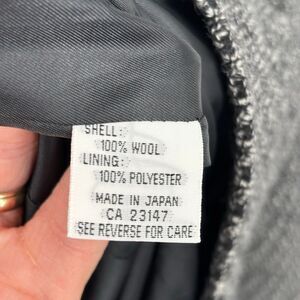 SHELL:
100% WOOL
LINING:
100% POLYESTER
MADE IN JAPAN
CA 23147
SEE REVERSE FOR CARE